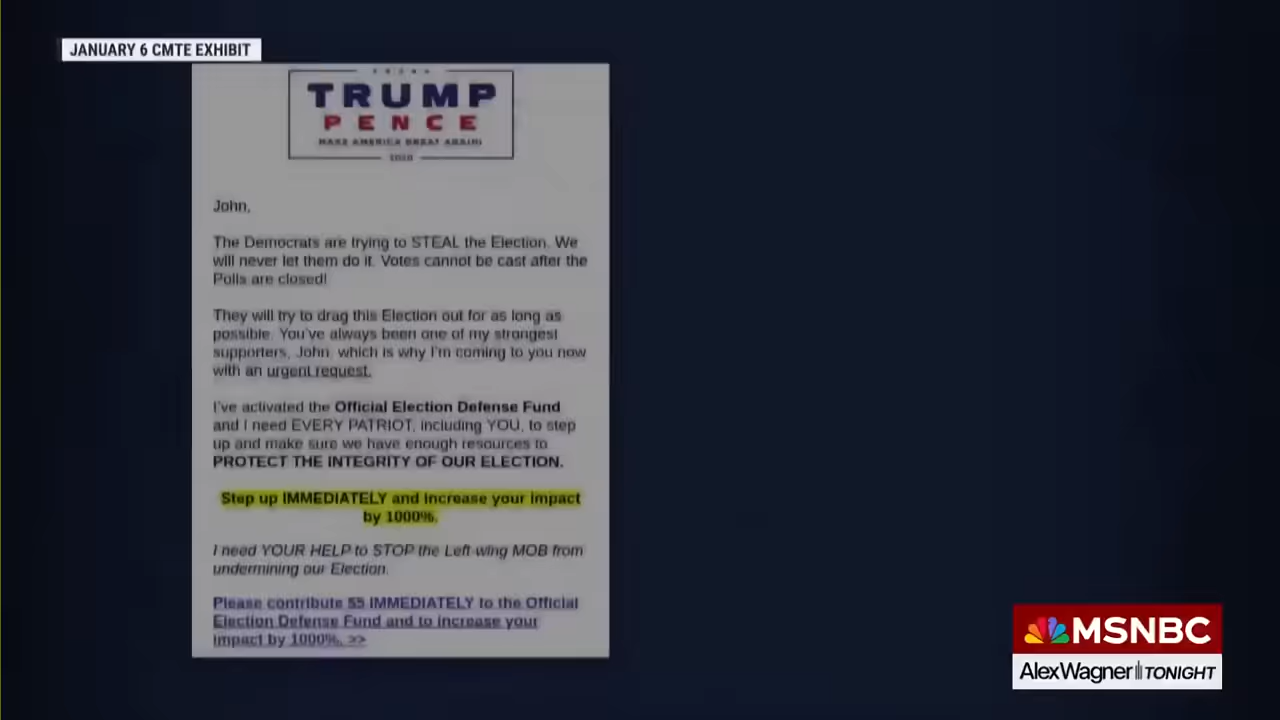 JANUARY 6 CMTE EXHIBIT
TRUMP
PENCE
MAKE AMERICA GREAT AGAIN!
2020
John,
The Democrats are trying to STEAL the Election. We
will never let them do it. Votes cannot be cast after the
Polls are closed!
They will try to drag this Election out for as long as
possible. You've always been one of my strongest
supporters, John, which is why I'm coming to you now
with an urgent request.
I've activated the Official Election Defense Fund
and I need EVERY PATRIOT, including YOU, to step
up and make sure we have enough resources to
PROTECT THE INTEGRITY OF OUR ELECTION.
Step up IMMEDIATELY and increase your impact
by 1000%.
I need YOUR HELP to STOP the Left-wing MOB from
undermining our Election.
Please contribute $5 IMMEDIATELY to the Official
Election Defense Fund and to increase your
impact by 1000%. >>
MSNBC
AlexWagner TONIGHT